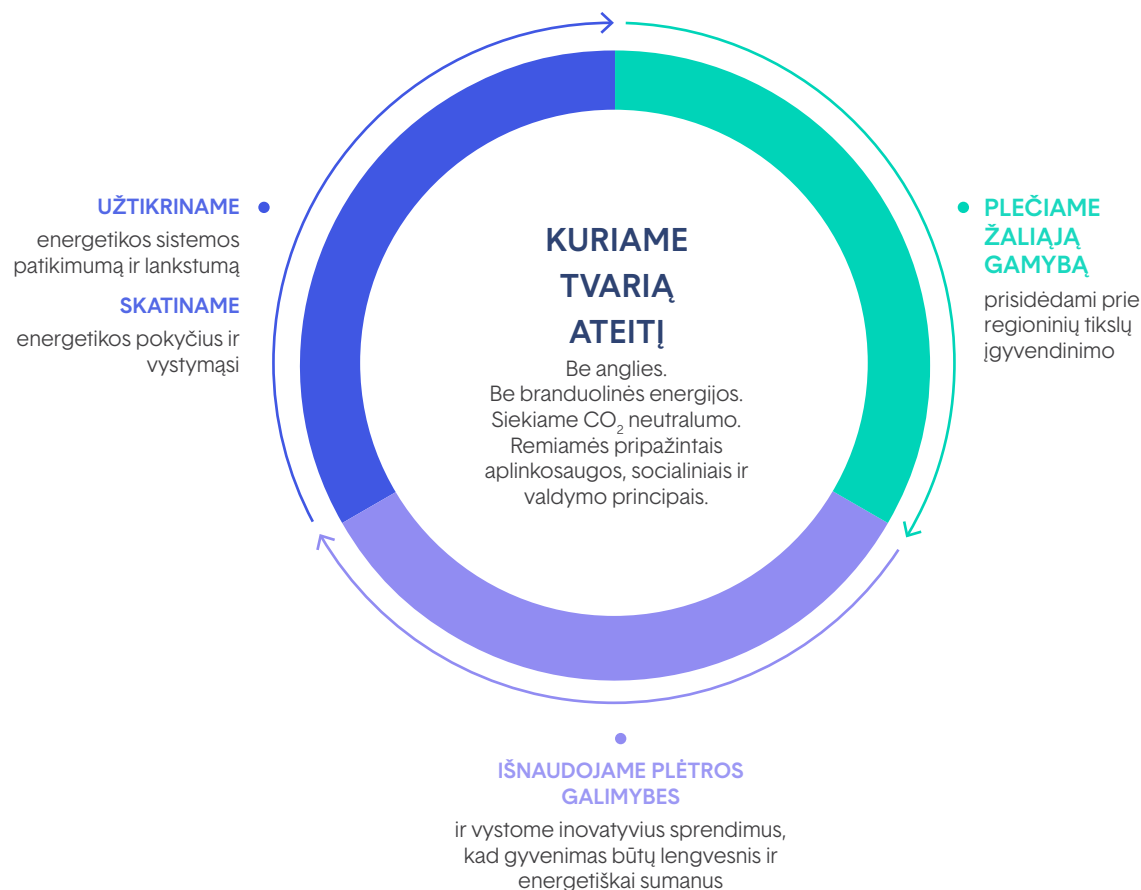 UŽTIKRINAME
energetikos sistemos
patikimumą ir lankstumą
SKATINAME
energetikos pokyčius ir
vystymąsi
KURIAME
TVARIĄ
ATEITĮ
Be anglies.
Be branduolinės energijos.
Siekiame CO₂ neutralumo.
Remiamės pripažintais
aplinkosaugos, socialiniais ir
valdymo principais.
PLEČIAME
ŽALIĄJĄ
GAMYBĄ
prisidėdami prie
regioninių tikslų
įgyvendinimo
IŠNAUDOJAME PLĖTROS
GALIMYBES
ir vystome inovatyvius sprendimus,
kad gyvenimas būtų lengvesnis ir
energetiškai sumanus